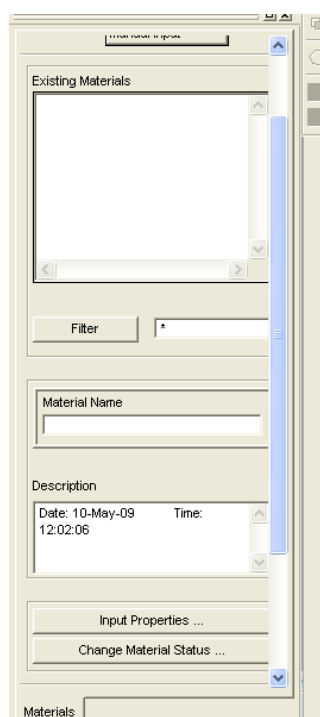 Existing Materials
Filter
*
Material Name
Description
Date: 10-May-09 Time:
12:02:06
Input Properties ...
Change Material Status ...
Materials